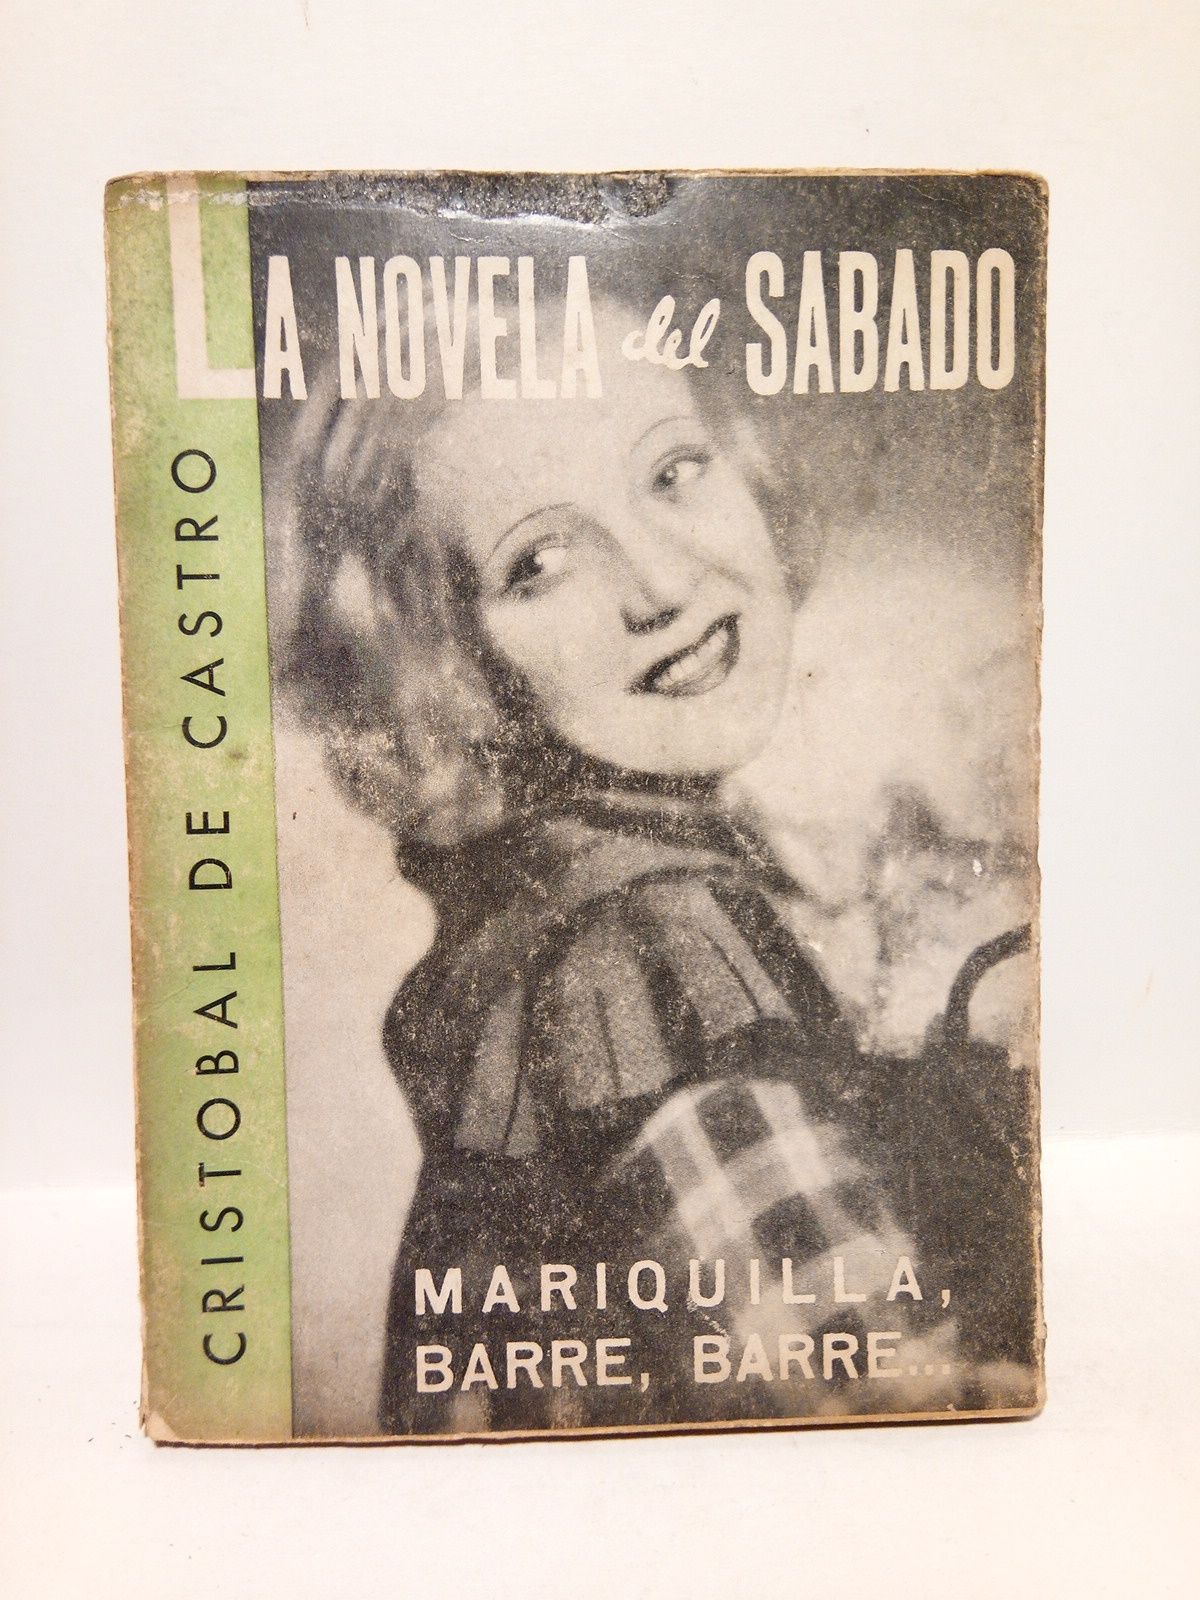 LA NOVELA del SABADO
CRISTOBAL DE CASTRO
MARIQUILLA,
BARRE, BARRE...